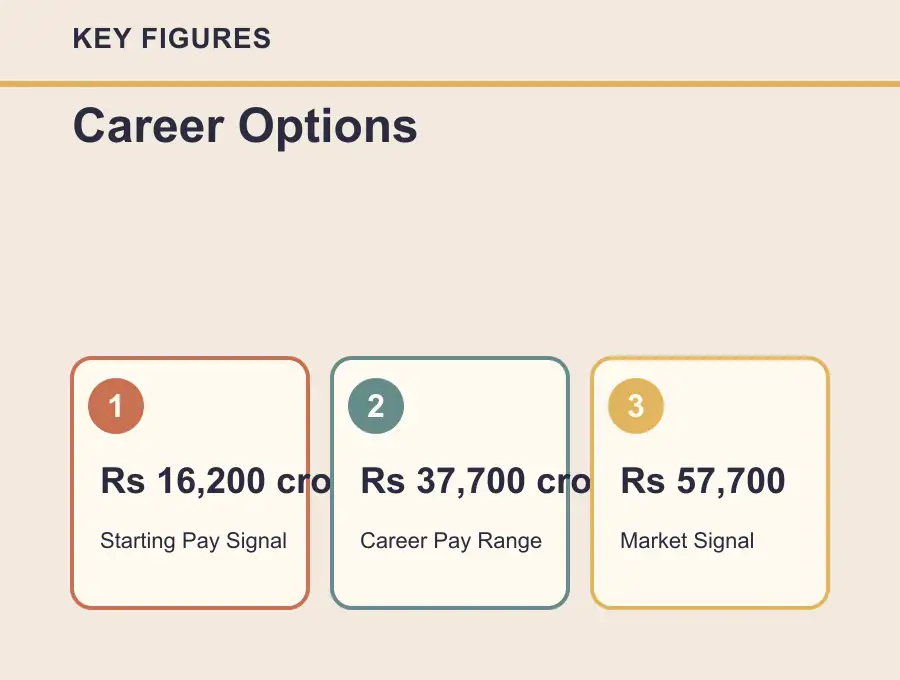 KEY FIGURES
Career Options
1
2
3
Rs 16,200 cro
Rs 37,700 cro
Rs 57,700
Starting Pay Signal
Career Pay Range
Market Signal